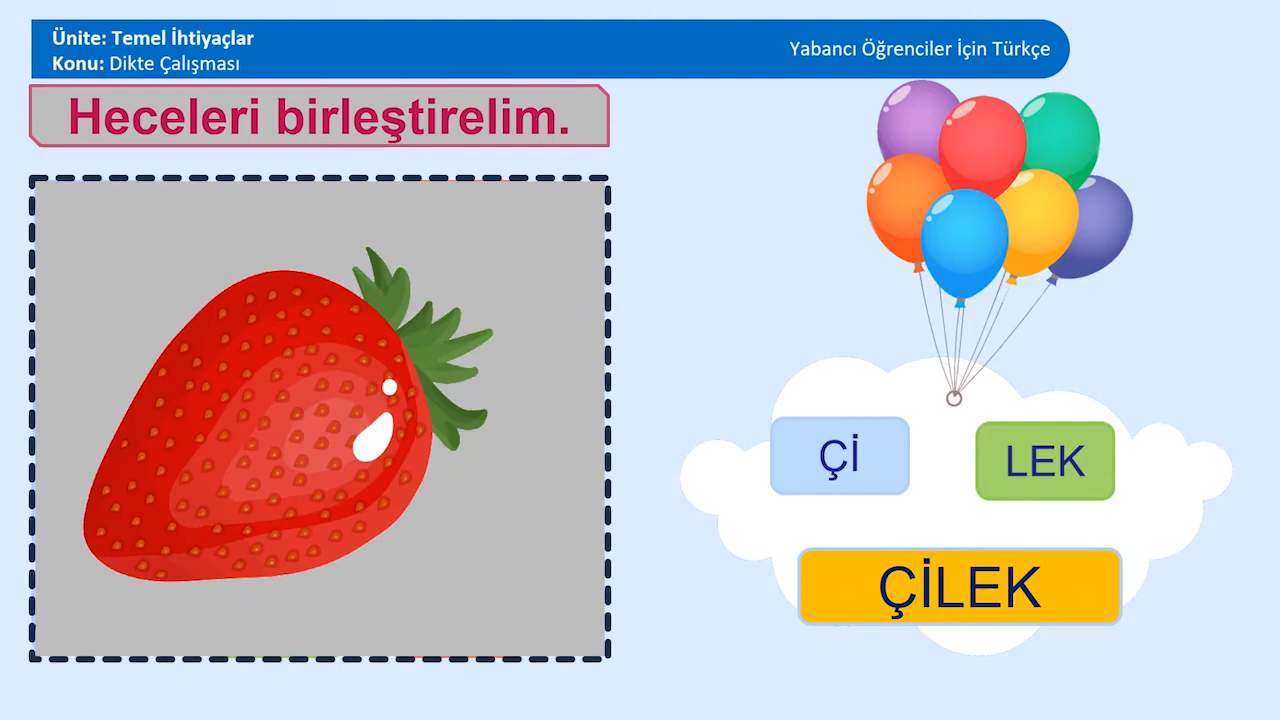 Ünite: Temel İhtiyaçlar
Konu: Dikte Çalışması
Yabancı Öğrenciler İçin Türkçe
Heceleri birleştirelim.
Çİ
LEK
ÇİLEK